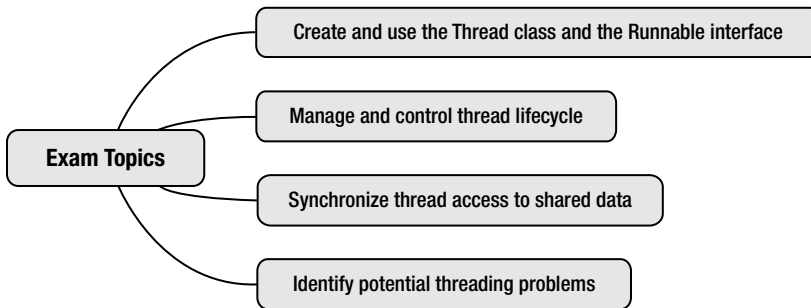 Create and use the Thread class and the Runnable interface
Manage and control thread lifecycle
Exam Topics
Synchronize thread access to shared data
Identify potential threading problems